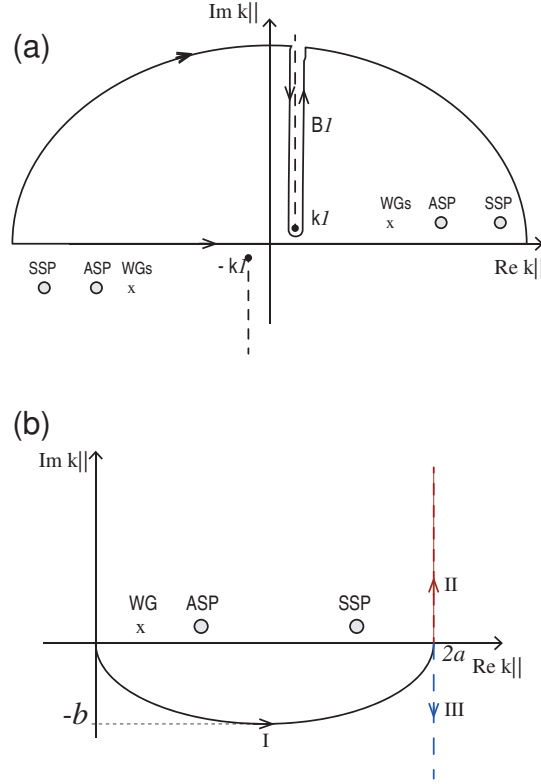 Im k||
(a)
B1
k1
WGs ASP SSP
x
- k1
Re k||
SSP ASP WGs
x
(b)
Im k||
WG ASP SSP
x
II
2a
Re k||
-b
III
I